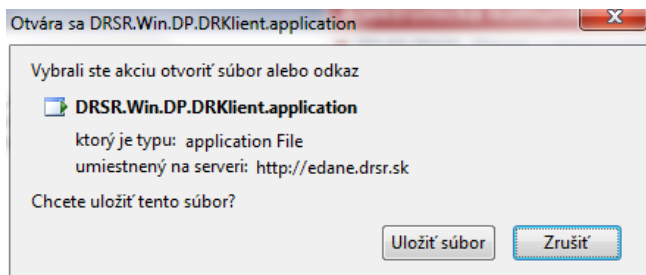 Otvára sa DRSR.Win.DP.DRKlient.application
Vybrali ste akciu otvoriť súbor alebo odkaz
DRSR.Win.DP.DRKlient.application
ktorý je typu: application File
umiestnený na serveri: http://edane.drsr.sk
Chcete uložiť tento súbor?
Uložiť súbor Zrušiť